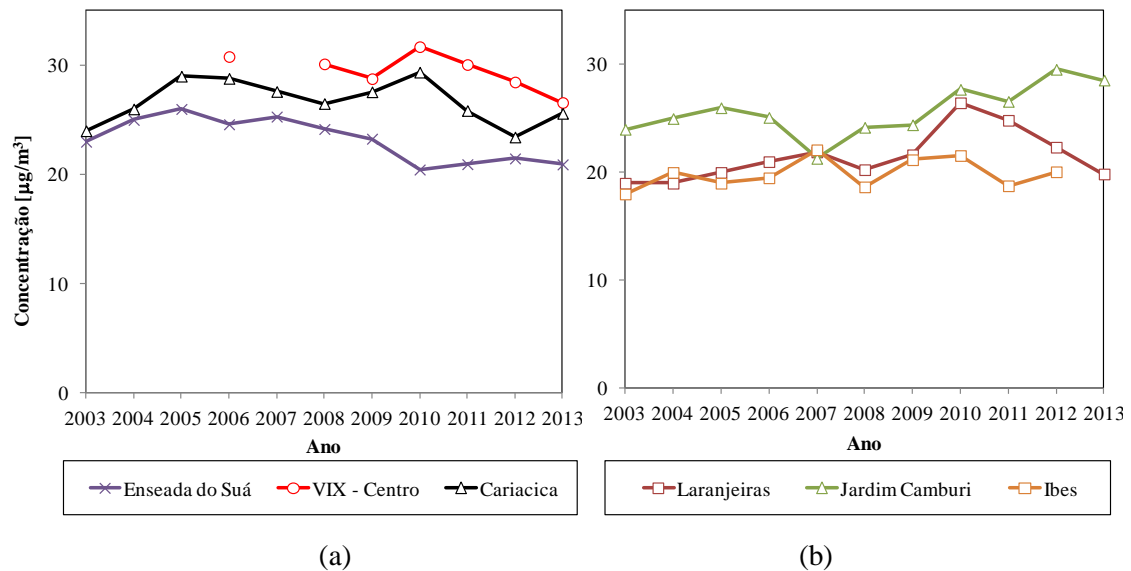 Concentração [µg/m³]
30
20
10
0
2003 2004 2005 2006 2007 2008 2009 2010 2011 2012 2013
Ano
Enseada do Suá VIX - Centro Cariacica
(a)
30
20
10
0
2003 2004 2005 2006 2007 2008 2009 2010 2011 2012 2013
Ano
Laranjeiras Jardim Camburi Ibes
(b)